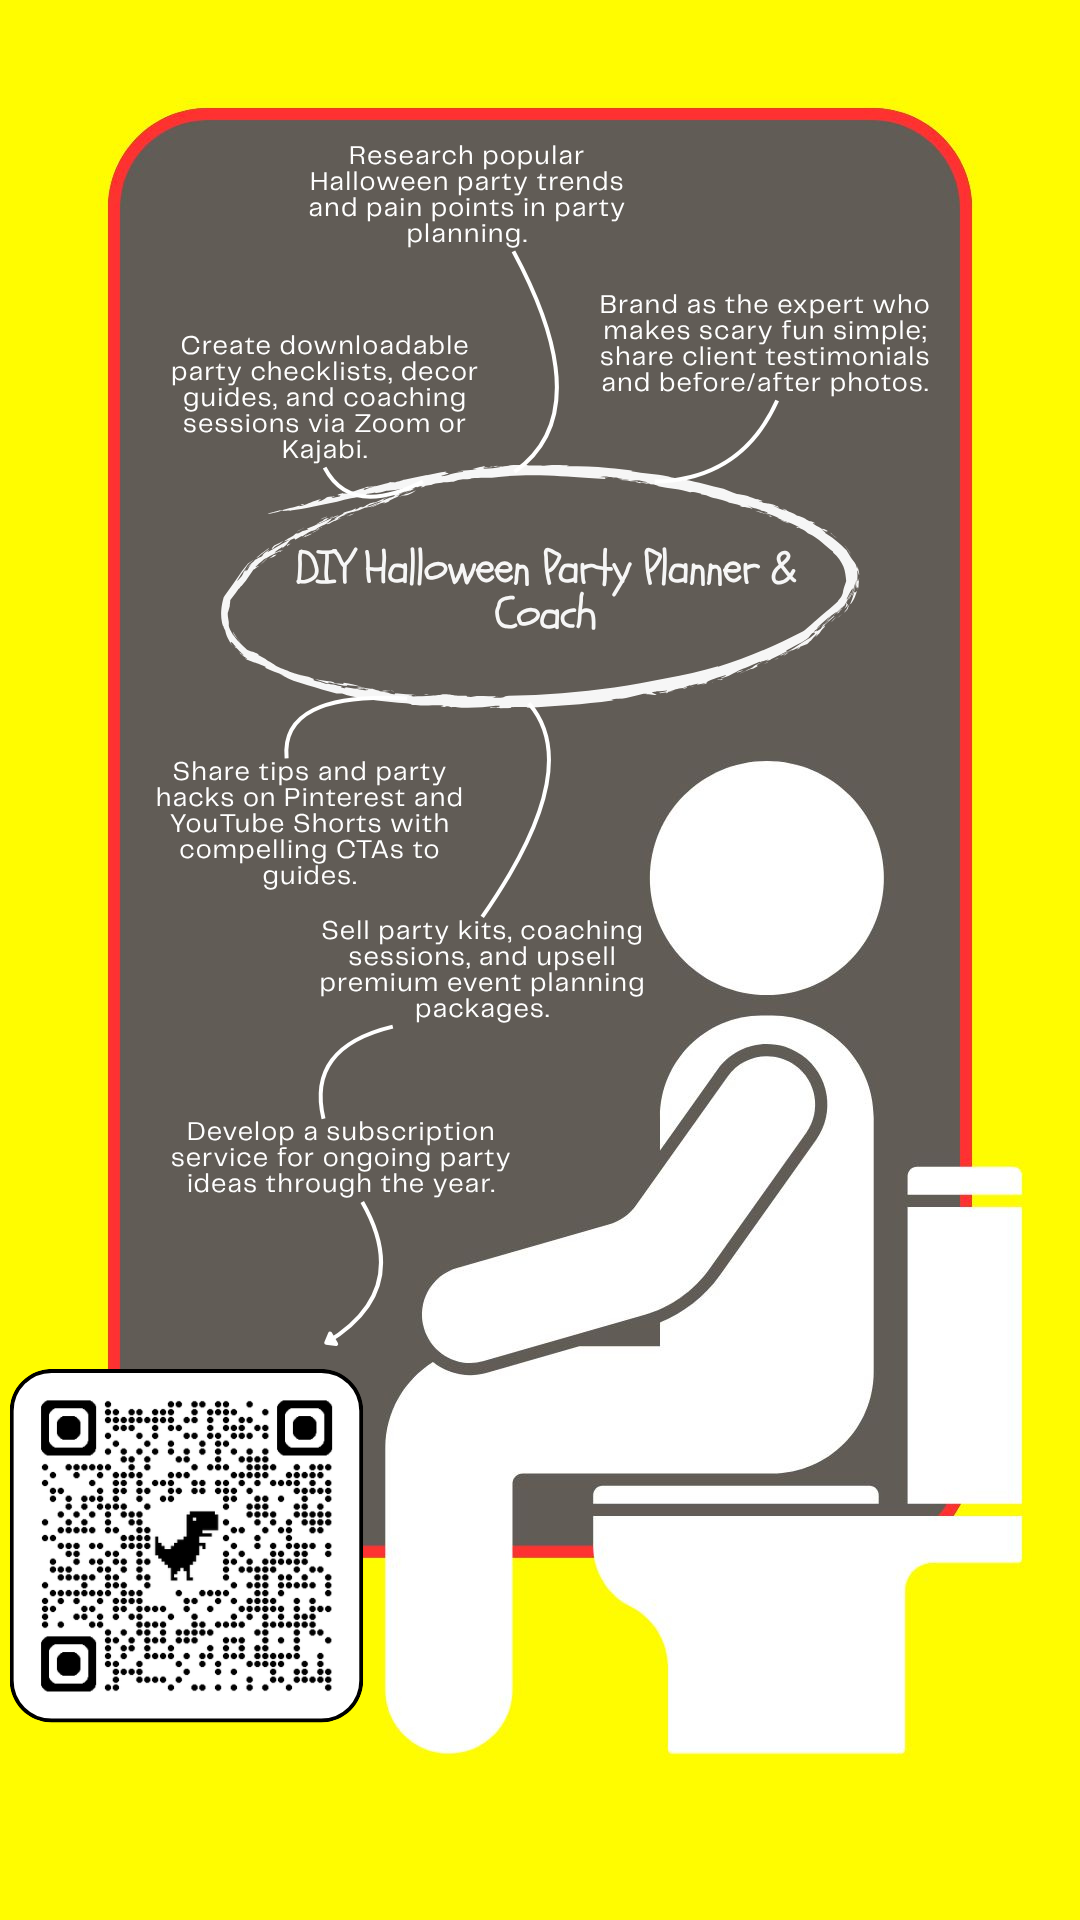 Research popular
Halloween party trends
and pain points in party
planning.
Brand as the expert who
makes scary fun simple;
share client testimonials
and before/after photos.
Create downloadable
party checklists, decor
guides, and coaching
sessions via Zoom or
Kajabi.
DIY Halloween Party Planner &
Coach
Share tips and party
hacks on Pinterest and
YouTube Shorts with
compelling CTAs to
guides.
Sell party kits, coaching
sessions, and upsell
premium event planning
packages.
Develop a subscription
service for ongoing party
ideas through the year.